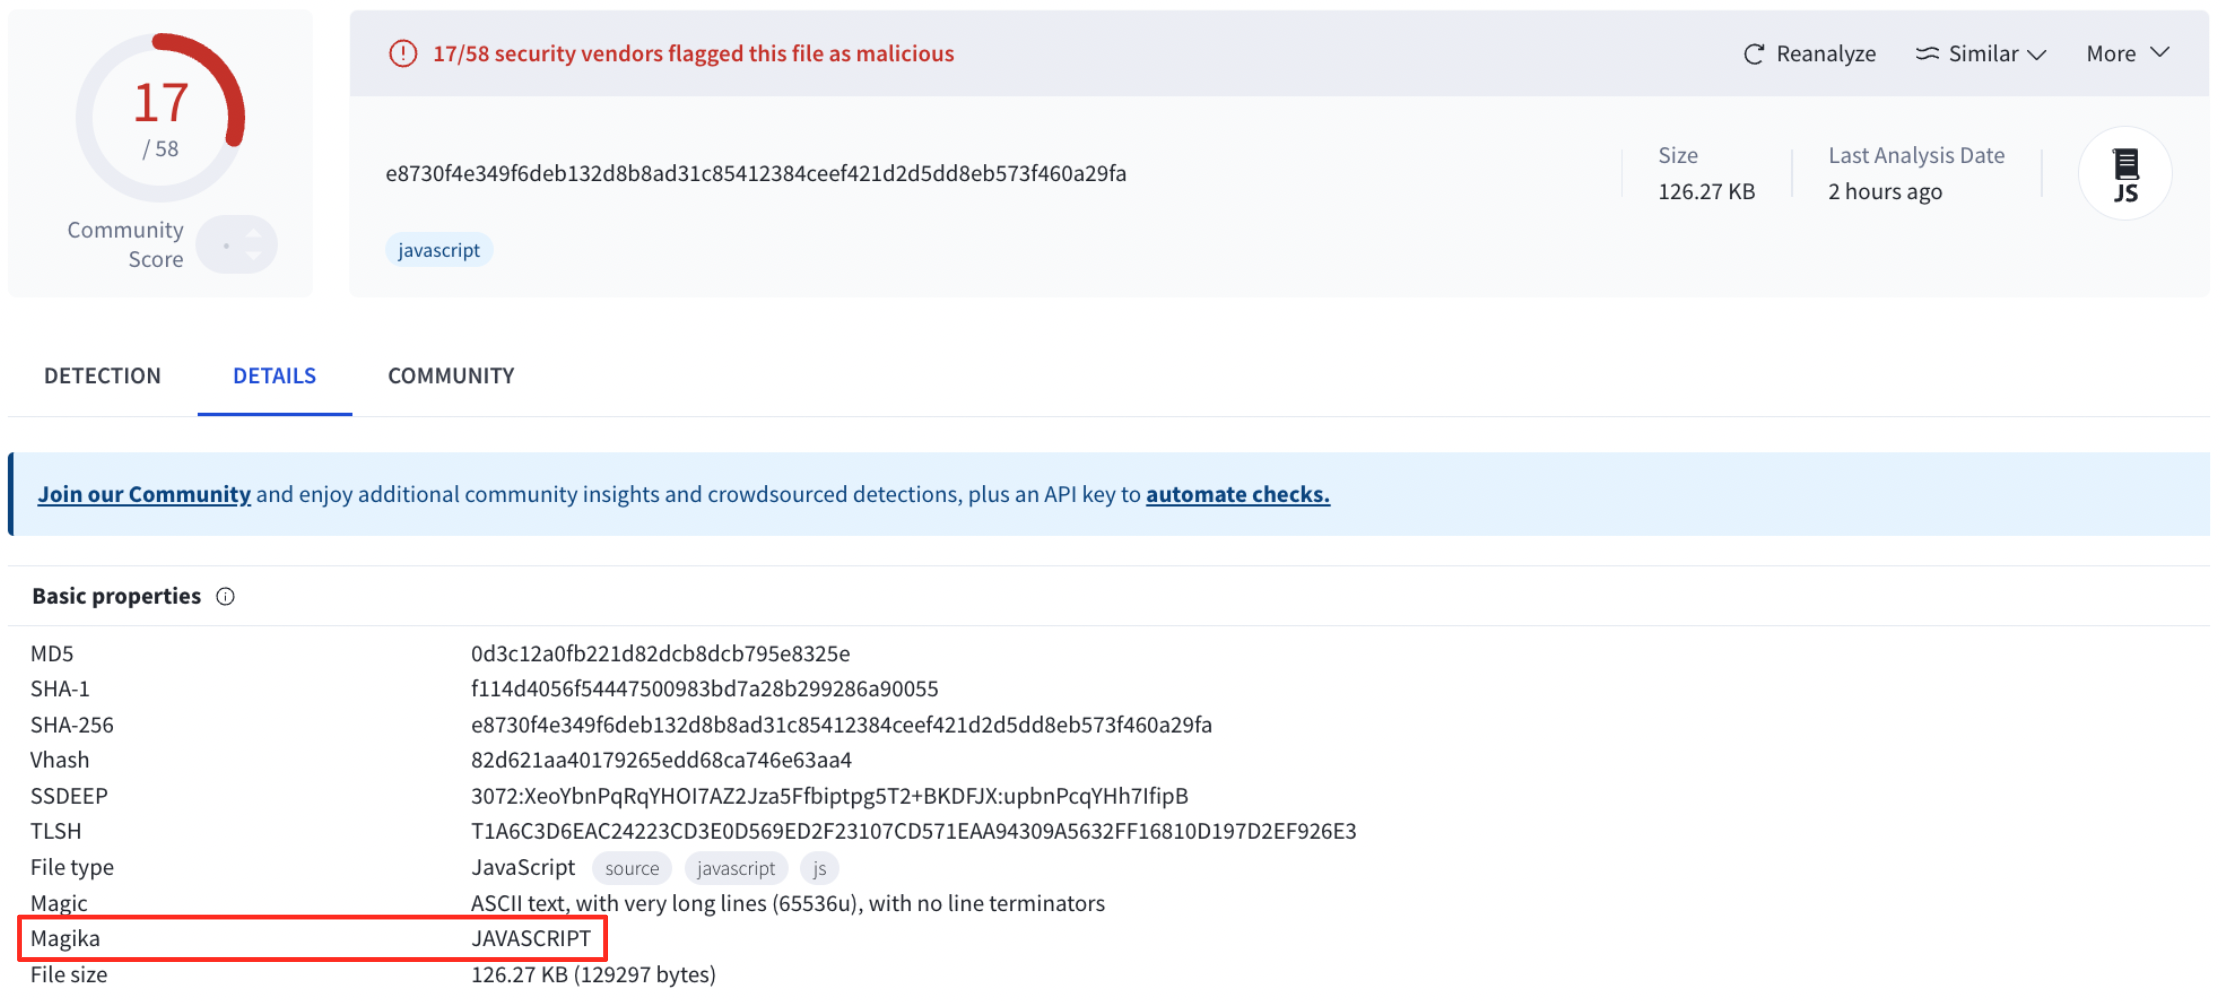 17
/ 58
Community
Score
17/58 security vendors flagged this file as malicious
Reanalyze
Similar
More
e8730f4e349f6deb132d8b8ad31c85412384ceef421d2d5dd8eb573f460a29fa
javascript
Size
126.27 KB
Last Analysis Date
2 hours ago
JS
DETECTION
DETAILS
COMMUNITY
Join our Community and enjoy additional community insights and crowdsourced detections, plus an API key to automate checks.
Basic properties
MD5 0d3c12a0fb221d82dcb8dcb795e8325e
SHA-1 f114d4056f54447500983bd7a28b299286a90055
SHA-256 e8730f4e349f6deb132d8b8ad31c85412384ceef421d2d5dd8eb573f460a29fa
Vhash 82d621aa40179265edd68ca746e63aa4
SSDEEP 3072:XeoYbnPqRqYHOI7AZ2Jza5Ffbiptpg5T2+BKDFJX:upbnPcqYHh7IfipB
TLSH T1A6C3D6EAC24223CD3E0D569ED2F23107CD571EAA94309A5632FF16810D197D2EF926E3
File type JavaScript source javascript js
Magic ASCII text, with very long lines (65536u), with no line terminators
Magika JAVASCRIPT
File size 126.27 KB (129297 bytes)